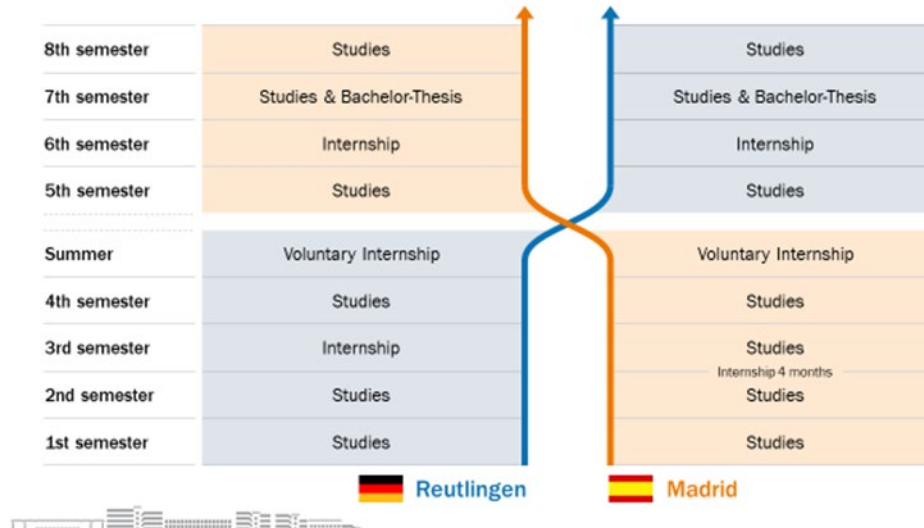 8th semester Studies Studies
7th semester Studies & Bachelor-Thesis Studies & Bachelor-Thesis
6th semester Internship Internship
5th semester Studies Studies
Summer Voluntary Internship Voluntary Internship
4th semester Studies Studies
3rd semester Internship Studies
Internship 4 months
2nd semester Studies Studies
1st semester Studies Studies
Reutlingen Madrid